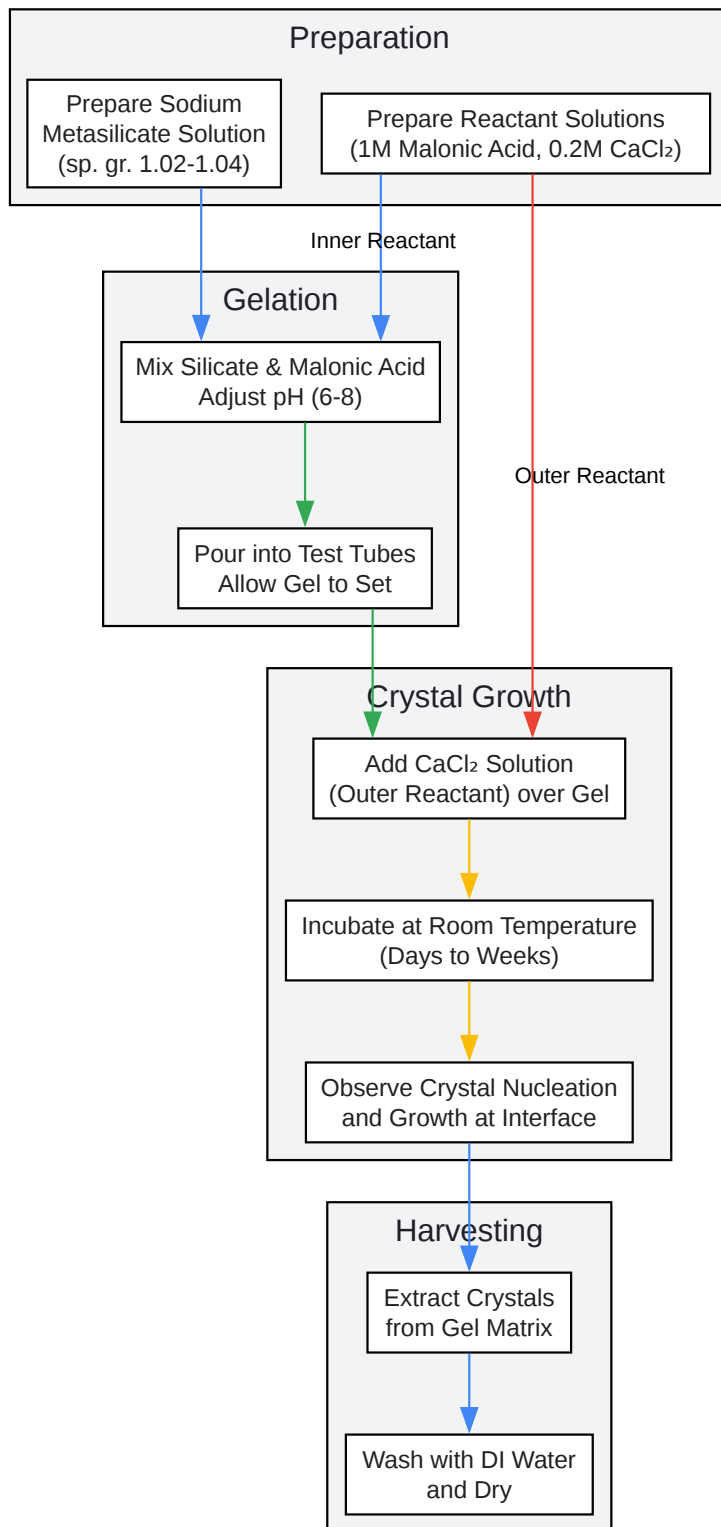 Preparation
Prepare Sodium
Metasilicate Solution
(sp. gr. 1.02-1.04)
Prepare Reactant Solutions
(1M Malonic Acid, 0.2M CaCl₂)
Inner Reactant
Gelation
Mix Silicate & Malonic Acid
Adjust pH (6-8)
Outer Reactant
Pour into Test Tubes
Allow Gel to Set
Crystal Growth
Add CaCl₂ Solution
(Outer Reactant) over Gel
Incubate at Room Temperature
(Days to Weeks)
Observe Crystal Nucleation
and Growth at Interface
Harvesting
Extract Crystals
from Gel Matrix
Wash with DI Water
and Dry